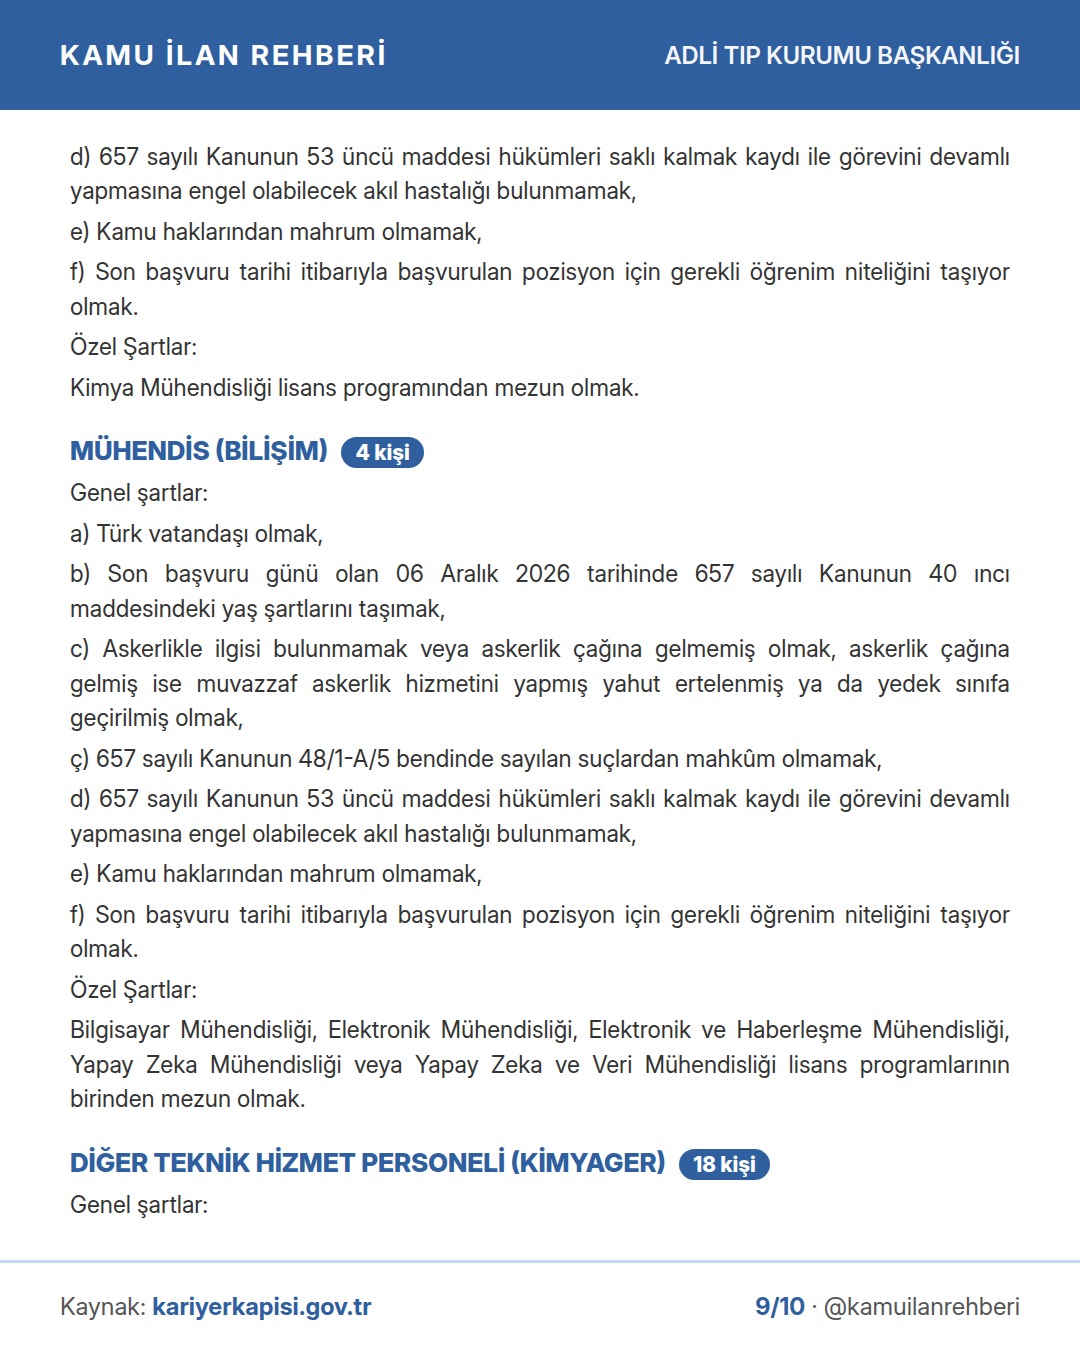 KAMU İLAN REHBERİ
ADLİ TIP KURUMU BAŞKANLIĞI
d) 657 sayılı Kanunun 53 üncü maddesi hükümleri saklı kalmak kaydı ile görevini devamlı
yapmasına engel olabilecek akıl hastalığı bulunmamak,
e) Kamu haklarından mahrum olmamak,
f) Son başvuru tarihi itibarıyla başvurulan pozisyon için gerekli öğrenim niteliğini taşıyor
olmak.
Özel Şartlar:
Kimya Mühendisliği lisans programından mezun olmak.
MÜHENDİS (BİLİŞİM) 4 kişi
Genel şartlar:
a) Türk vatandaşı olmak,
b) Son başvuru günü olan 06 Aralık 2026 tarihinde 657 sayılı Kanunun 40 ıncı
maddesindeki yaş şartlarını taşımak,
c) Askerlikle ilgisi bulunmamak veya askerlik çağına gelmemiş olmak, askerlik çağına
gelmiş ise muvazzaf askerlik hizmetini yapmış yahut ertelenmiş ya da yedek sınıfa
geçirilmiş olmak,
ç) 657 sayılı Kanunun 48/1-A/5 bendinde sayılan suçlardan mahkûm olmamak,
d) 657 sayılı Kanunun 53 üncü maddesi hükümleri saklı kalmak kaydı ile görevini devamlı
yapmasına engel olabilecek akıl hastalığı bulunmamak,
e) Kamu haklarından mahrum olmamak,
f) Son başvuru tarihi itibarıyla başvurulan pozisyon için gerekli öğrenim niteliğini taşıyor
olmak.
Özel Şartlar:
Bilgisayar Mühendisliği, Elektronik Mühendisliği, Elektronik ve Haberleşme Mühendisliği,
Yapay Zeka Mühendisliği veya Yapay Zeka ve Veri Mühendisliği lisans programlarının
birinden mezun olmak.
DİĞER TEKNİK HİZMET PERSONELİ (KİMYAGER) 18 kişi
Genel şartlar:
Kaynak: kariyerkapisi.gov.tr
9/10 · @kamuilanrehberi